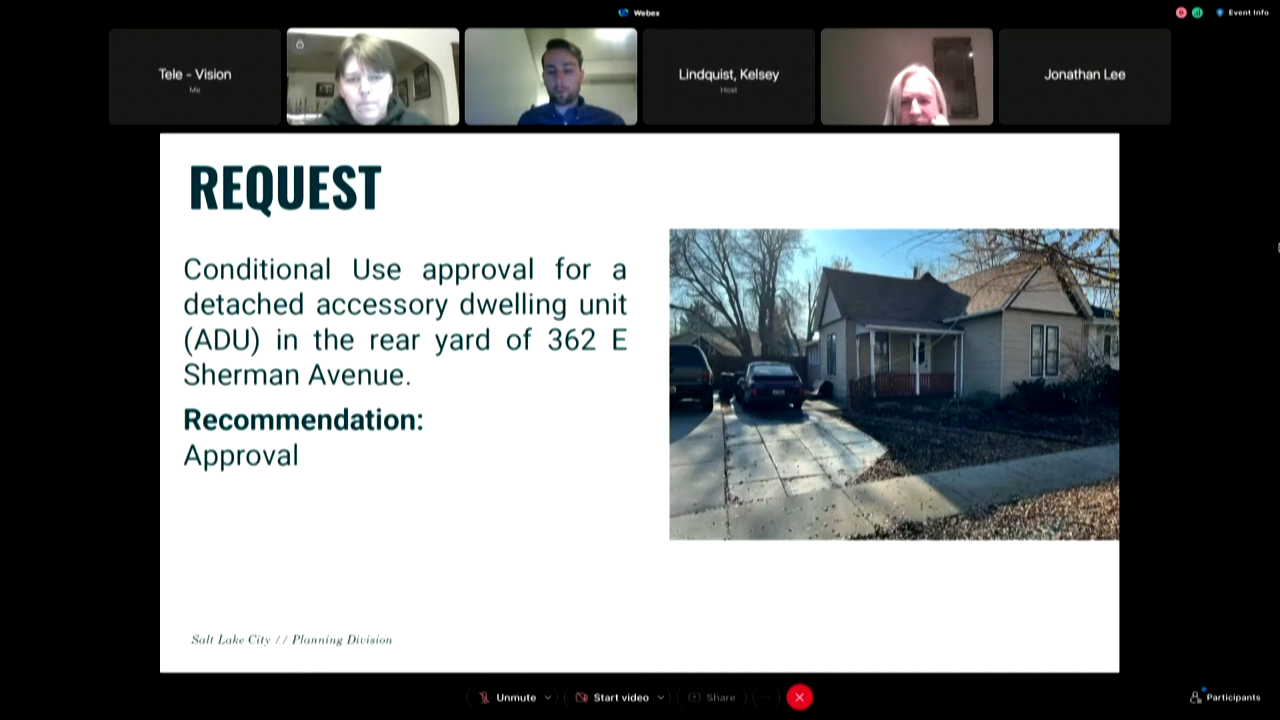 Webex
Event Info
Tele - Vision
Me
Lindquist, Kelsey
Host
Jonathan Lee
REQUEST
Conditional Use approval for a
detached accessory dwelling unit
(ADU) in the rear yard of 362 E
Sherman Avenue.
Recommendation:
Approval
Salt Lake City // Planning Division
Unmute
Start video
Share
Participants